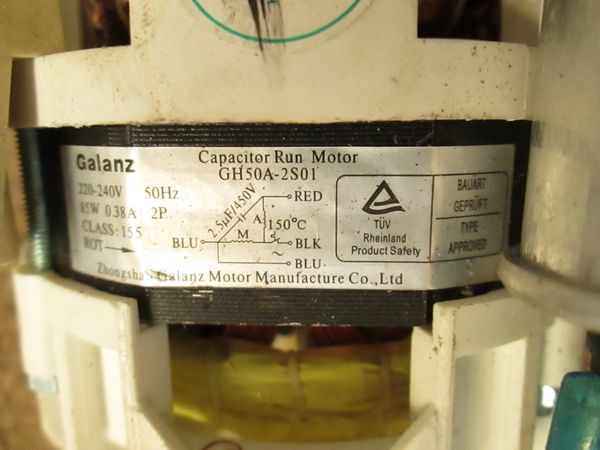 Galanz
Capacitor Run Motor
GH50A-2S01
220-240V 50Hz
85W 0.38A 2P
CLASS: 155
ROT
2.5μF/450V
RED
A
150°C
M
BLU
BLK
~
BLU
TÜV
Rheinland
Product Safety
BAUART
GEPRÜFT
TYPE
APPROVED
Galanz Motor Manufacture Co.,Ltd